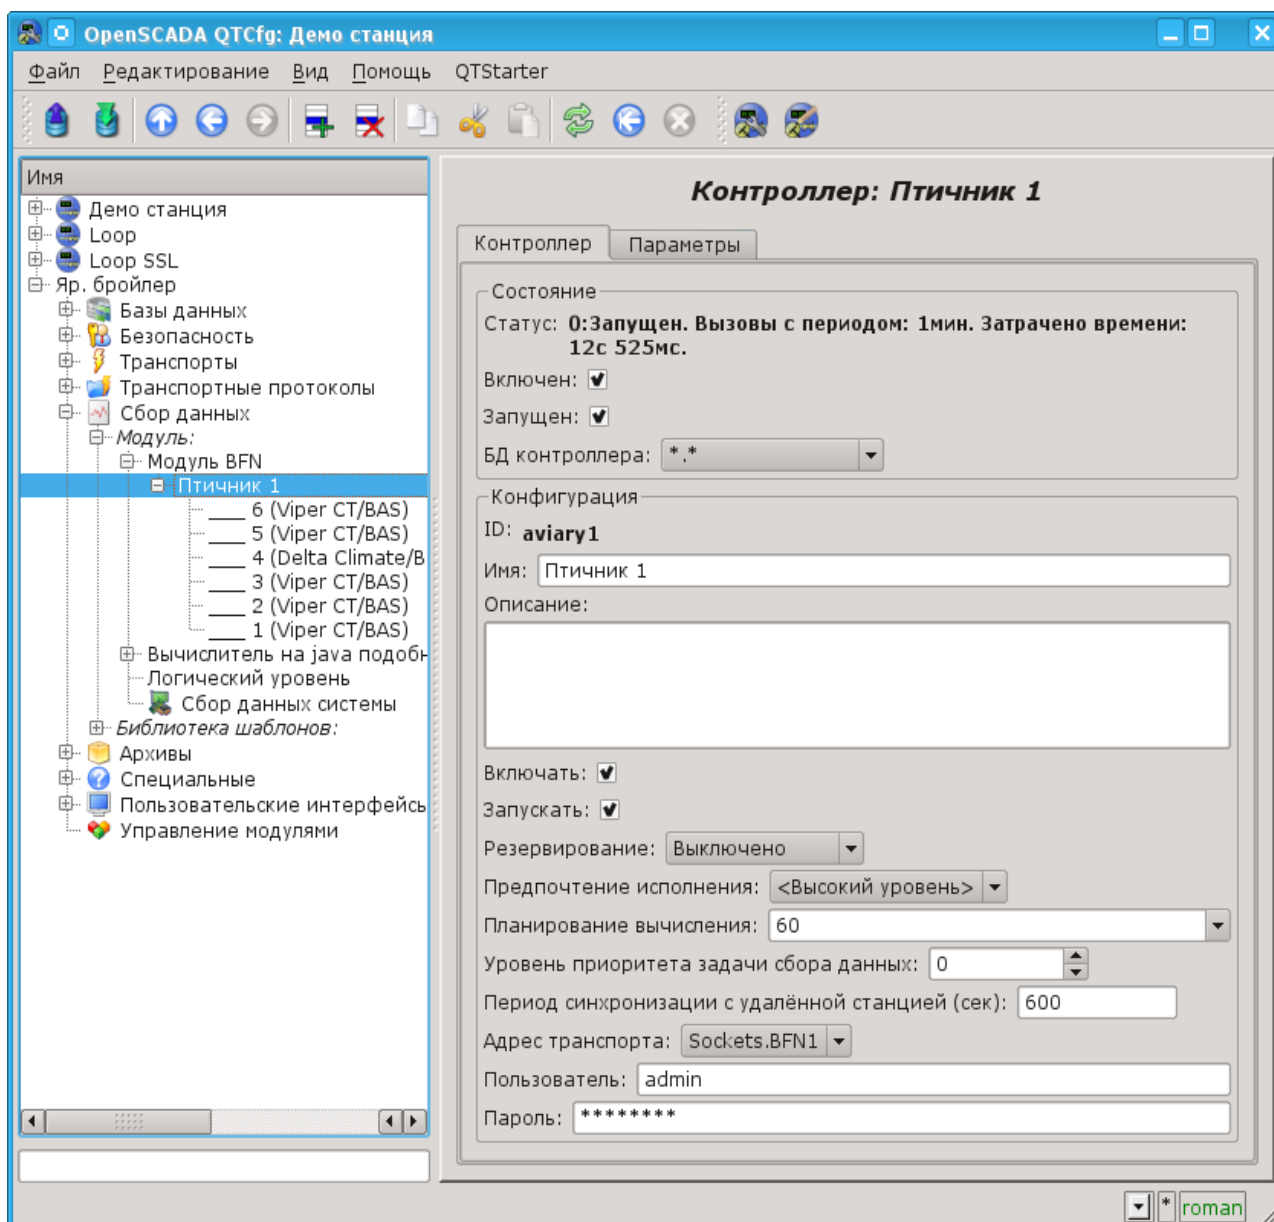 OpenSCADA QTCfg: Демо станция
Файл Редактирование Вид Помощь QTStarter
Имя
Демо станция
Loop
Loop SSL
Яр. бройлер
Базы данных
Безопасность
Транспорты
Транспортные протоколы
Сбор данных
Модуль:
Модуль BFN
Птичник 1
____ 6 (Viper CT/BAS)
____ 5 (Viper CT/BAS)
____ 4 (Delta Climate/B
____ 3 (Viper CT/BAS)
____ 2 (Viper CT/BAS)
____ 1 (Viper CT/BAS)
Вычислитель на java подобн
Логический уровень
Сбор данных системы
Библиотека шаблонов:
Архивы
Специальные
Пользовательские интерфейсы
Управление модулями
Контроллер: Птичник 1
Контроллер Параметры
Состояние
Статус: 0:Запущен. Вызовы с периодом: 1мин. Затрачено времени:
12с 525мс.
Включен:
Запущен:
БД контроллера: *.*
Конфигурация
ID: aviary1
Имя: Птичник 1
Описание:
Включать:
Запускать:
Резервирование: Выключено
Предпочтение исполнения: <Высокий уровень>
Планирование вычисления: 60
Уровень приоритета задачи сбора данных: 0
Период синхронизации с удалённой станцией (сек): 600
Адрес транспорта: Sockets.BFN1
Пользователь: admin
Пароль: ********
* roman